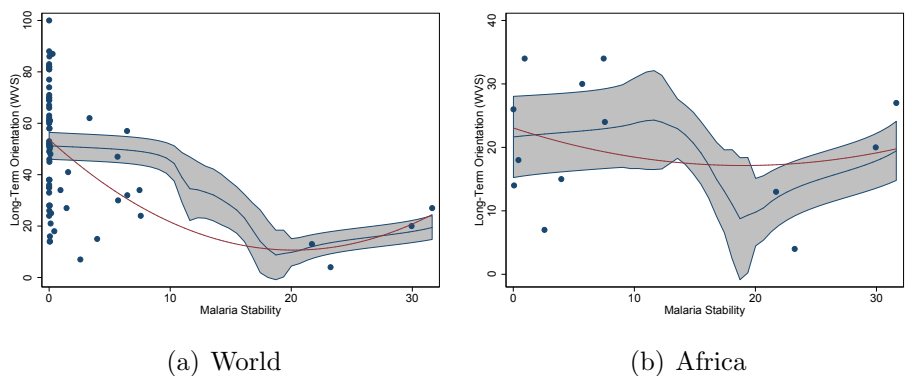 Long-Term Orientation (WVS)
0 20 40 60 80 100
0 10 20 30
Malaria Stability
(a) World
Long-Term Orientation (WVS)
0 10 20 30 40
0 10 20 30
Malaria Stability
(b) Africa